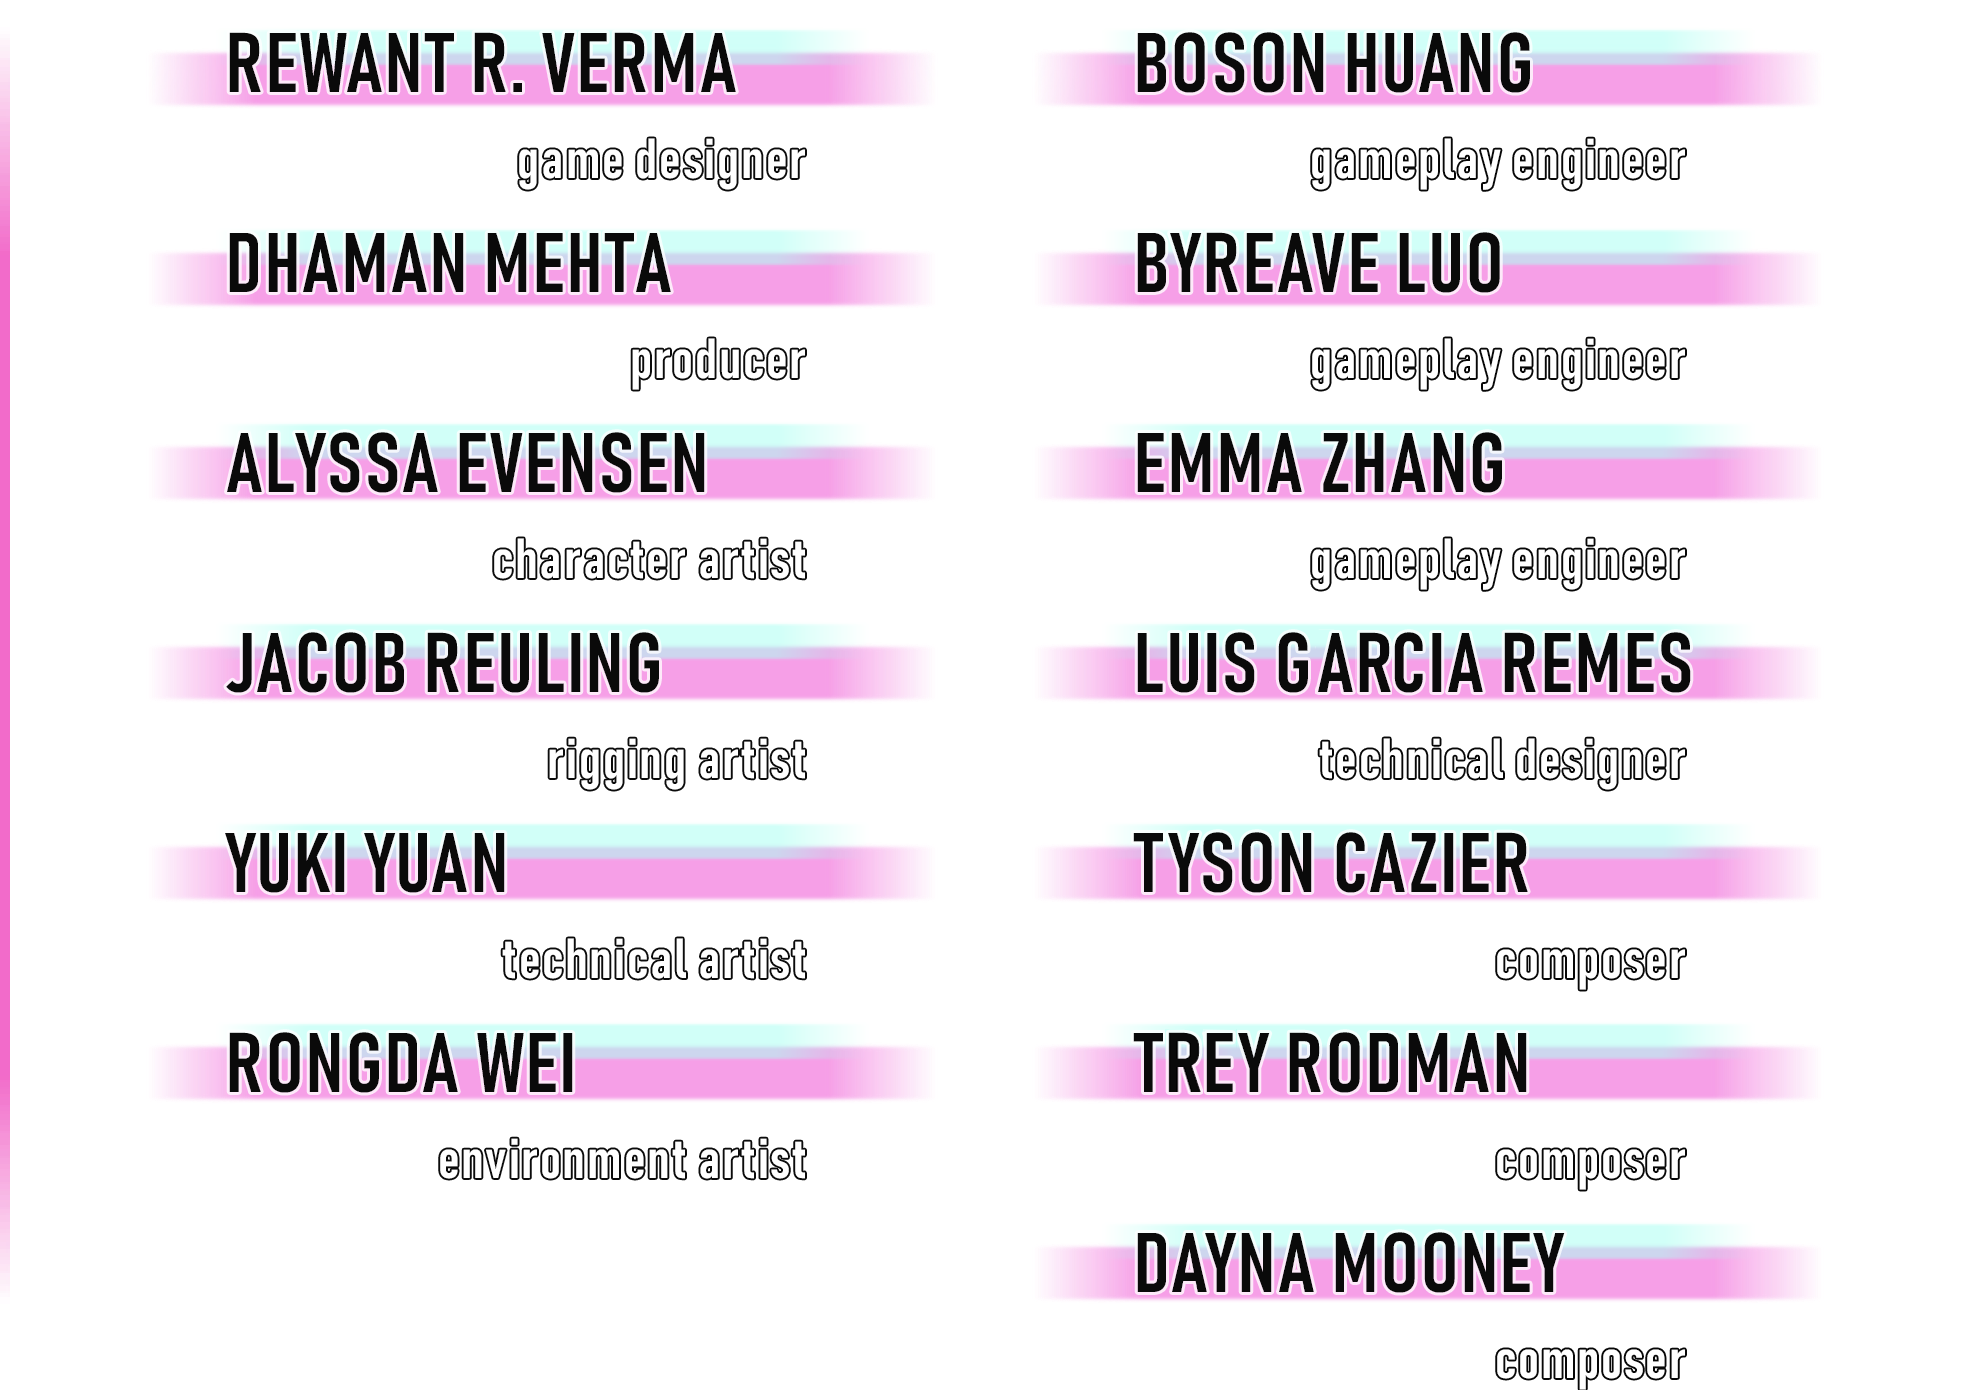 REWANT R. VERMA
game designer
DHAMAN MEHTA
producer
ALYSSA EVENSEN
character artist
JACOB REULING
rigging artist
YUKI YUAN
technical artist
RONGDA WEI
environment artist
BOSON HUANG
gameplay engineer
BYREAVE LUO
gameplay engineer
EMMA ZHANG
gameplay engineer
LUIS GARCIA REMES
technical designer
TYSON CAZIER
composer
TREY RODMAN
composer
DAYNA MOONEY
composer